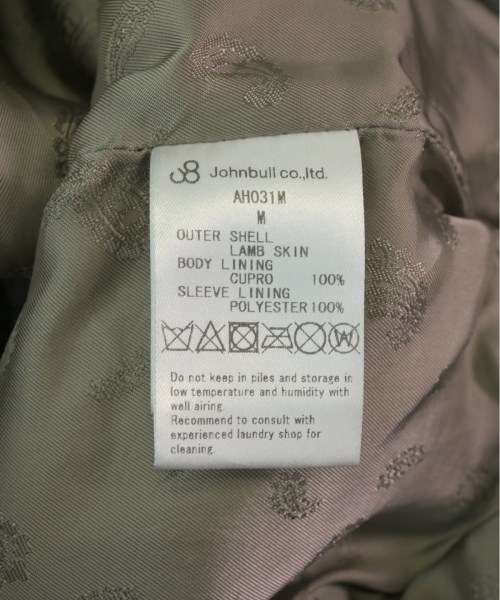 JB Johnbull co.,ltd.
AH031M
M
OUTER SHELL
LAMB SKIN
BODY LINING
CUPRO 100%
SLEEVE LINING
POLYESTER100%
W
Do not keep in piles and storage in
low temperature and humidity with
well airing.
Recommend to consult with
experienced laundry shop for
cleaning.